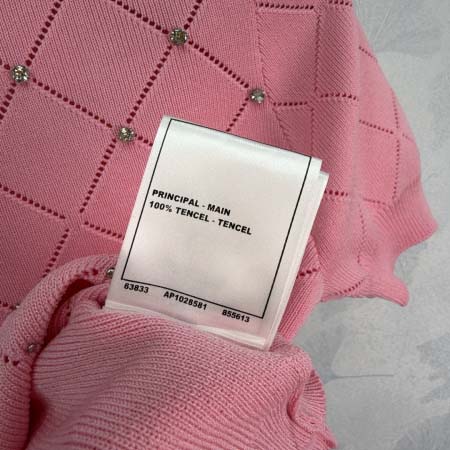 PRINCIPAL - MAIN
100% TENCEL - TENCEL
63833 AP1028581 855613